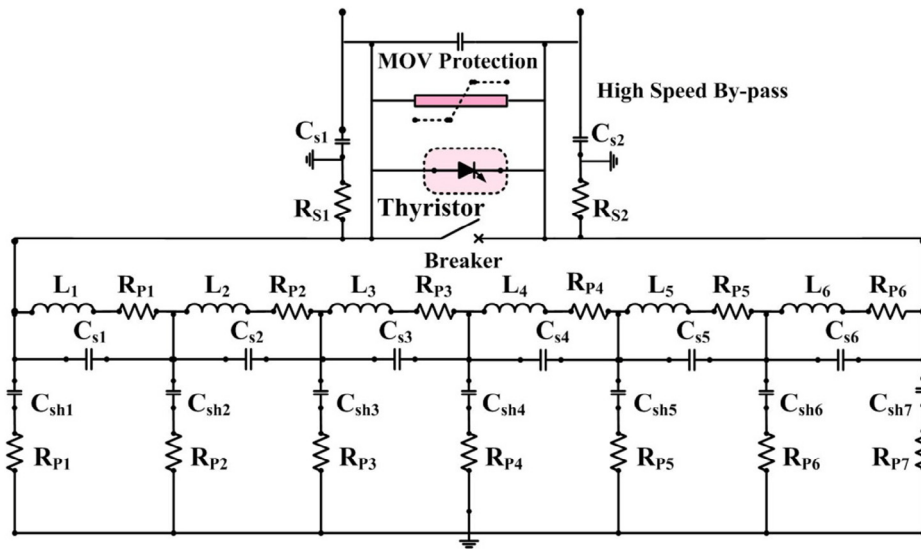 MOV Protection
High Speed By-pass
Cs1
Cs2
RS1
Thyristor
RS2
Breaker
L1 RP1 L2 RP2 L3 RP3 L4 RP4 L5 RP5 L6 RP6
Cs1 Cs2 Cs3 Cs4 Cs5 Cs6
Csh1 Csh2 Csh3 Csh4 Csh5 Csh6 Csh7
RP1 RP2 RP3 RP4 RP5 RP6 RP7